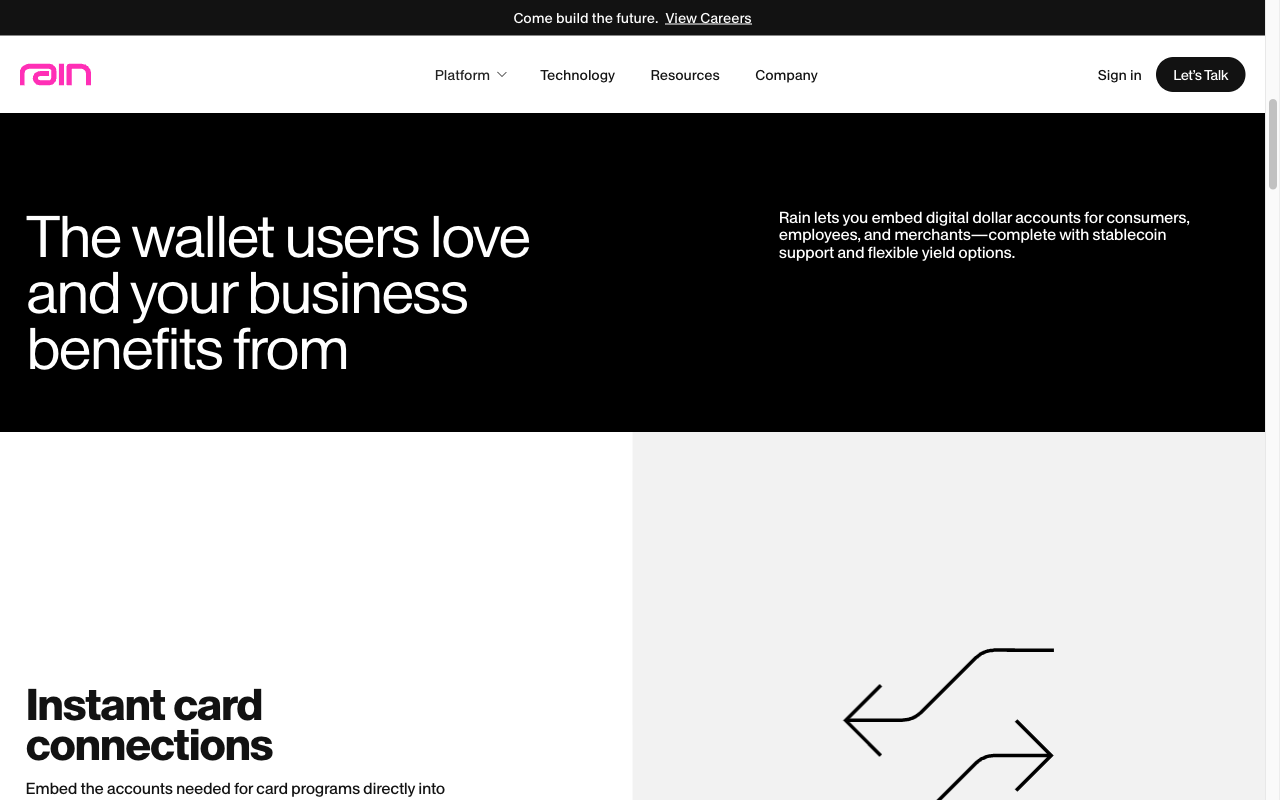 Come build the future. View Careers
rain
Platform
Technology
Resources
Company
Sign in
Let's Talk
The wallet users love
and your business
benefits from
Rain lets you embed digital dollar accounts for consumers,
employees, and merchants—complete with stablecoin
support and flexible yield options.
Instant card
connections
Embed the accounts needed for card programs directly into